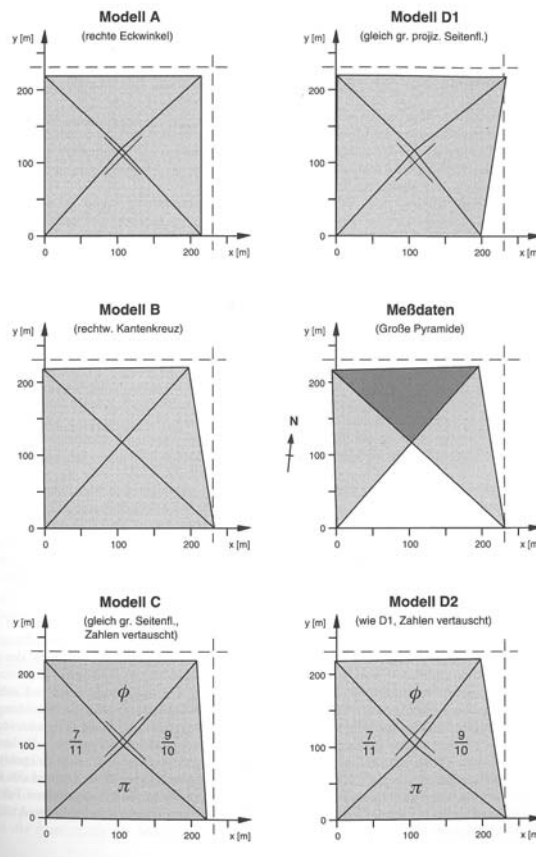 Modell A
(rechte Eckwinkel)
y [m]
200
100
0
0
100
200
x [m]
Modell D1
(gleich gr. projiz. Seitenfl.)
y [m]
200
100
0
0
100
200
x [m]
Modell B
(rechtw. Kantenkreuz)
y [m]
200
100
0
0
100
200
x [m]
Meßdaten
(Große Pyramide)
y [m]
200
100
0
0
100
200
x [m]
N
Modell C
(gleich gr. Seitenfl.,
Zahlen vertauscht)
y [m]
200
100
0
0
100
200
x [m]
ϕ
7/11
9/10
π
Modell D2
(wie D1, Zahlen vertauscht)
y [m]
200
100
0
0
100
200
x [m]
ϕ
7/11
9/10
π